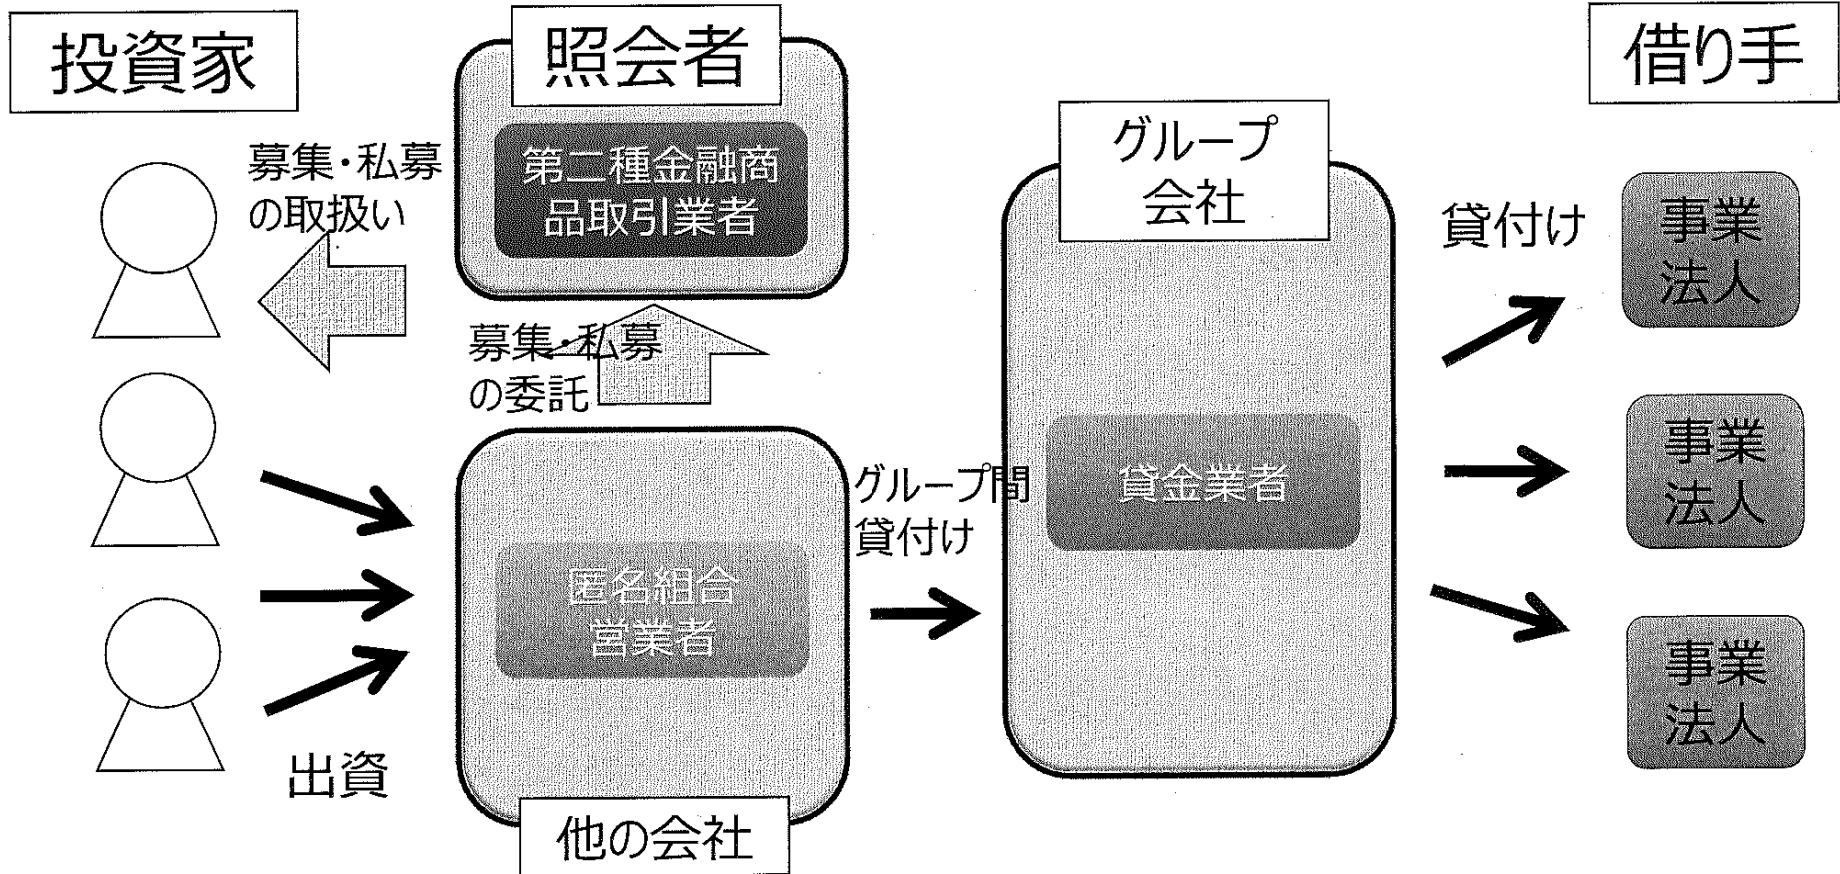 投資家
照会者
借り手
グループ
会社
募集・私募
の取扱い
第二種金融商
品取引業者
貸付け
事業
法人
募集・私募
の委託
グループ間
貸付け
貸金業者
事業
法人
匿名組合
営業者
事業
法人
出資
他の会社